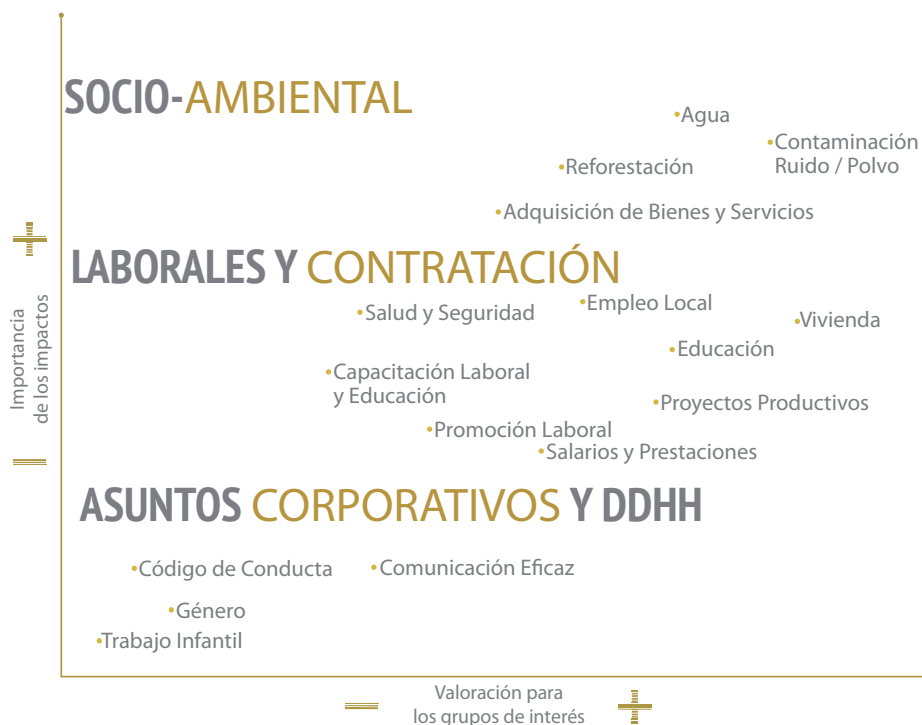 SOCIO-AMBIENTAL
•Agua
•Contaminación
Ruido / Polvo
•Reforestación
•Adquisición de Bienes y Servicios
LABORALES Y CONTRATACIÓN
•Empleo Local
•Salud y Seguridad
•Vivienda
•Educación
•Capacitación Laboral
y Educación
•Proyectos Productivos
•Promoción Laboral
•Salarios y Prestaciones
ASUNTOS CORPORATIVOS Y DDHH
•Código de Conducta
•Comunicación Eficaz
•Género
•Trabajo Infantil
Importancia
de los impactos
Valoración para
los grupos de interés